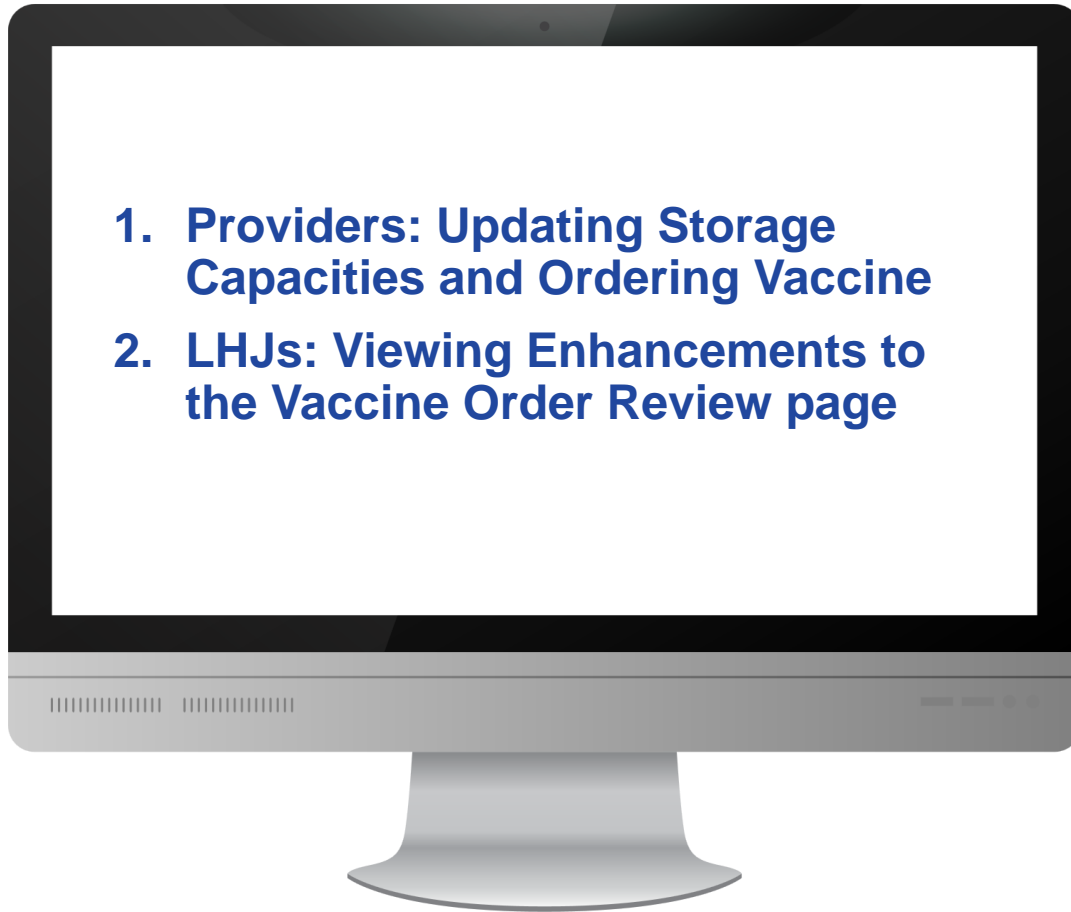 1. Providers: Updating Storage
Capacities and Ordering Vaccine
2. LHJs: Viewing Enhancements to
the Vaccine Order Review page